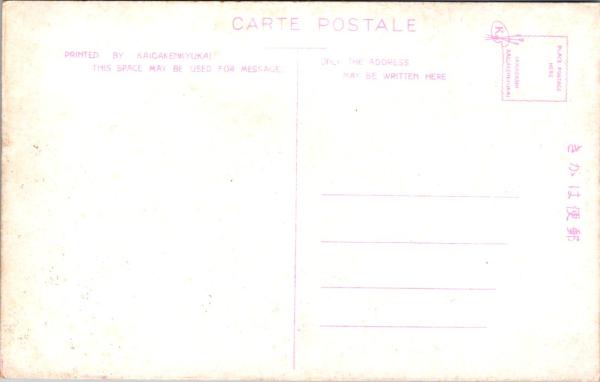 CARTE POSTALE
PRINTED BY KAIGAKENKYUKAI
THIS SPACE MAY BE USED FOR MESSAGE.
ONLY THE ADDRESS
MAY BE WRITTEN HERE
K
PLACE POSTAGE
HERE
KAIGAKENKYUKAI
きかは便郵